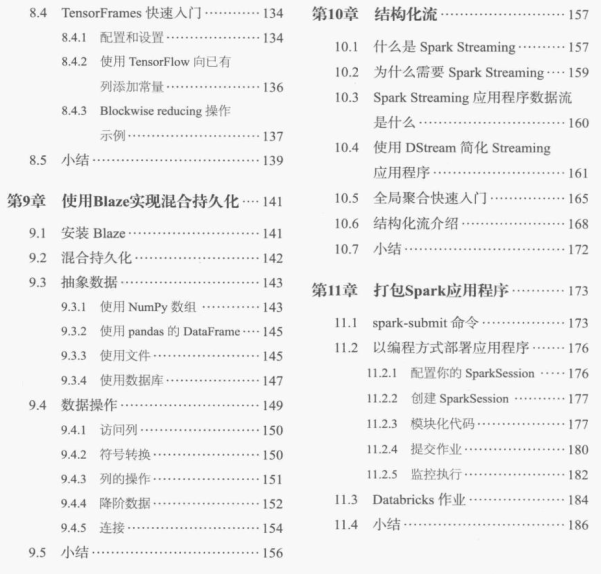 8.4 TensorFrames 快速入门············134
8.4.1 配置和设置····················134
8.4.2 使用 TensorFlow 向已有
列添加常量····················136
8.4.3 Blockwise reducing 操作
示例····························137
8.5 小结································139
第9章 使用Blaze实现混合持久化····141
9.1 安装 Blaze··························141
9.2 混合持久化························142
9.3 抽象数据··························143
9.3.1 使用 NumPy 数组 ············143
9.3.2 使用 pandas 的 DataFrame···145
9.3.3 使用文件······················145
9.3.4 使用数据库····················147
9.4 数据操作··························149
9.4.1 访问列························150
9.4.2 符号转换······················150
9.4.3 列的操作······················151
9.4.4 降阶数据······················152
9.4.5 连接····························154
9.5 小结································156
第10章 结构化流························157
10.1 什么是 Spark Streaming············157
10.2 为什么需要 Spark Streaming····159
10.3 Spark Streaming 应用程序数据流
是什么··························160
10.4 使用 DStream 简化 Streaming
应用程序························161
10.5 全局聚合快速入门··············165
10.6 结构化流介绍····················168
10.7 小结································172
第11章 打包Spark应用程序············173
11.1 spark-submit 命令··················173
11.2 以编程方式部署应用程序·······176
11.2.1 配置你的 SparkSession ·····176
11.2.2 创建 SparkSession ··········177
11.2.3 模块化代码··················177
11.2.4 提交作业······················180
11.2.5 监控执行······················182
11.3 Databricks 作业····················184
11.4 小结································186